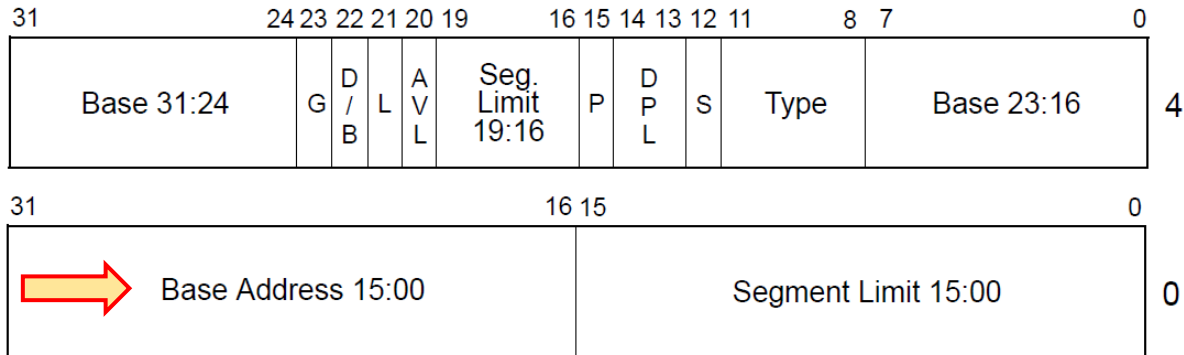 31 24 23 22 21 20 19 16 15 14 13 12 11 8 7 0
Base 31:24 G D/B L AVL Seg. Limit 19:16 P DPL S Type Base 23:16 4
31 16 15 0
Base Address 15:00 Segment Limit 15:00 0